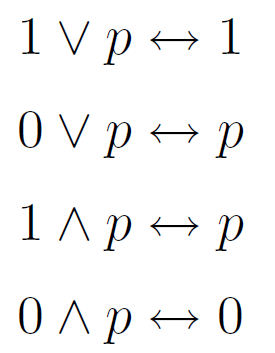 1 ∨ p ↔ 1
0 ∨ p ↔ p
1 ∧ p ↔ p
0 ∧ p ↔ 0